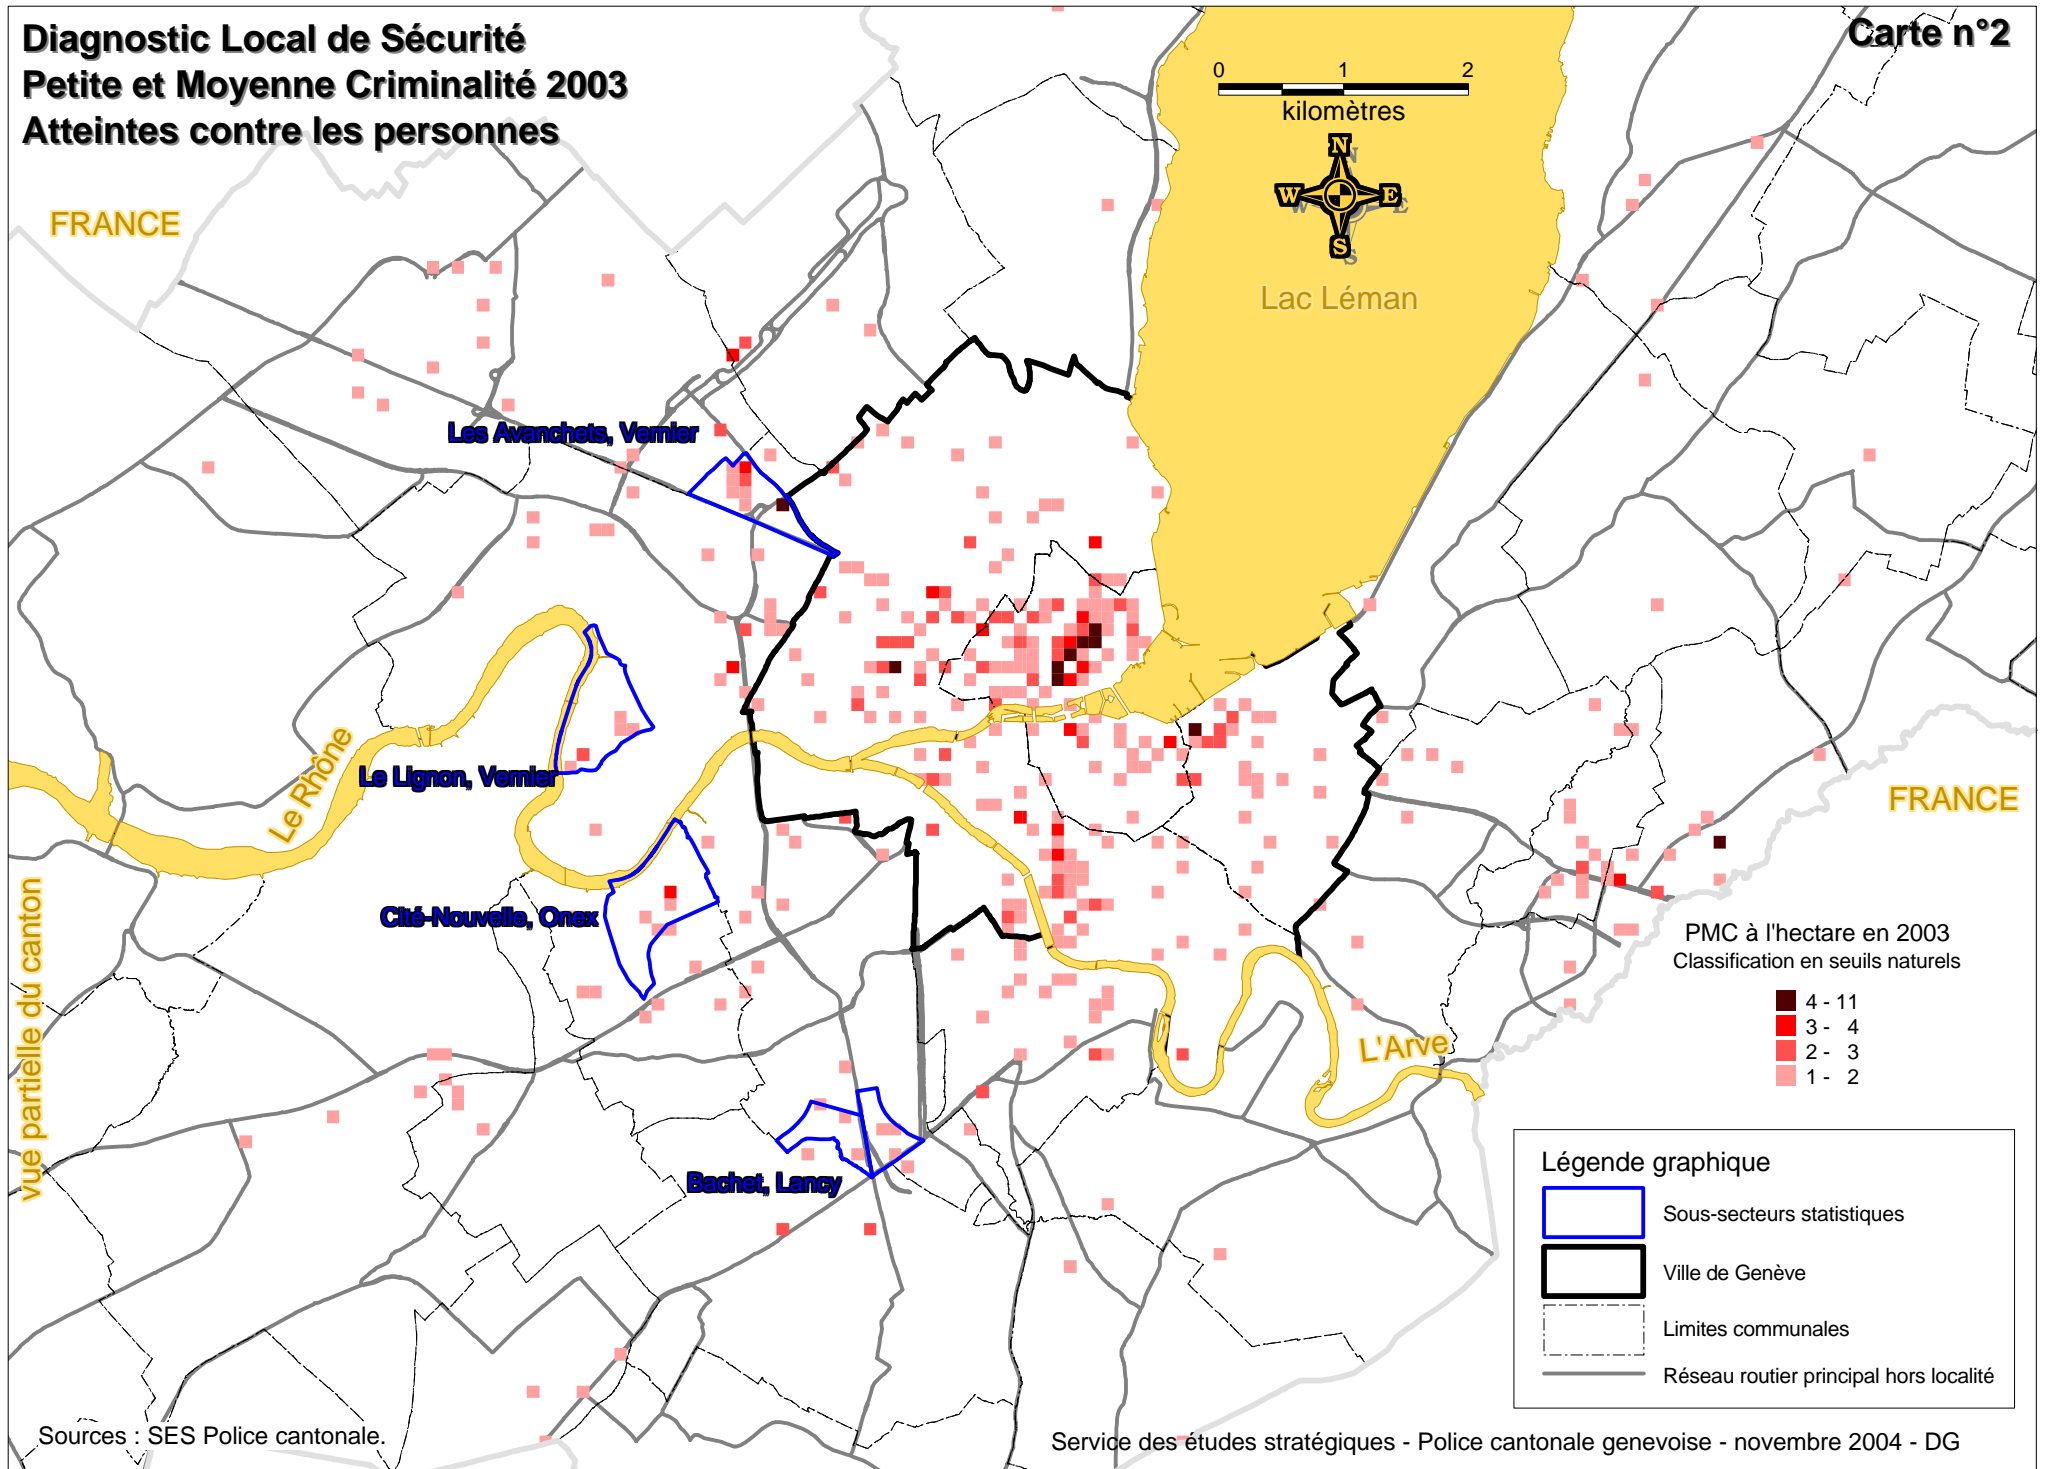 Diagnostic Local de Sécurité
Petite et Moyenne Criminalité 2003
Atteintes contre les personnes
Carte n°2
0 1 2
kilomètres
N
W E
S
FRANCE
Lac Léman
Les Avanchets, Vernier
Le Rhône
Le Lignon, Vernier
FRANCE
Cité-Nouvelle, Onex
vue partielle du canton
L'Arve
Bachet, Lancy
PMC à l'hectare en 2003
Classification en seuils naturels
4 - 11
3 - 4
2 - 3
1 - 2
Légende graphique
Sous-secteurs statistiques
Ville de Genève
Limites communales
Réseau routier principal hors localité
Sources : SES Police cantonale.
Service des études stratégiques - Police cantonale genevoise - novembre 2004 - DG